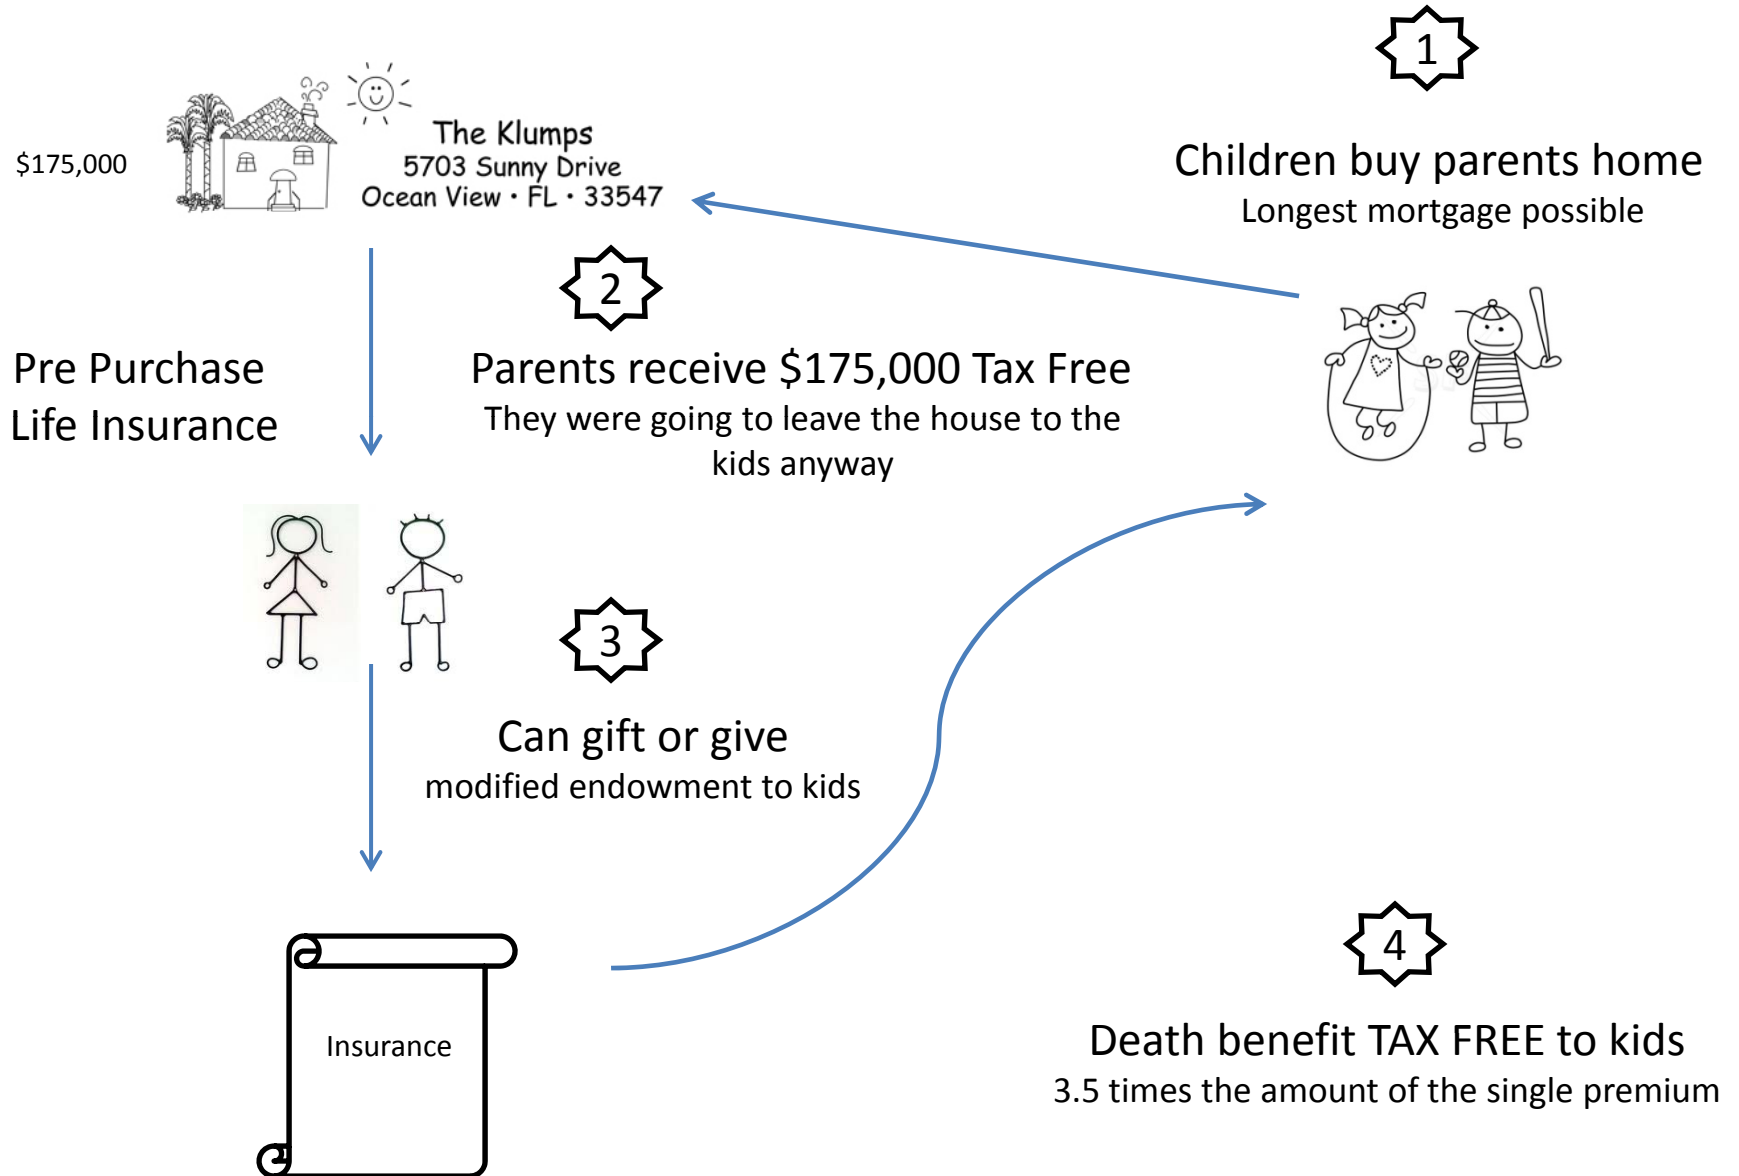 1
The Klumps
5703 Sunny Drive
Ocean View • FL • 33547
$175,000
Children buy parents home
Longest mortgage possible
2
Pre Purchase
Life Insurance
Parents receive $175,000 Tax Free
They were going to leave the house to the
kids anyway
3
Can gift or give
modified endowment to kids
4
Insurance
Death benefit TAX FREE to kids
3.5 times the amount of the single premium